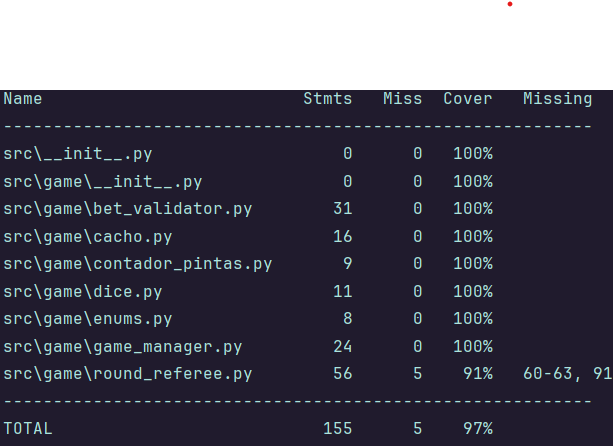 Name Stmts Miss Cover Missing
-----------------------------------------------------------
src\__init__.py 0 0 100%
src\game\__init__.py 0 0 100%
src\game\bet_validator.py 31 0 100%
src\game\cacho.py 16 0 100%
src\game\contador_pintas.py 9 0 100%
src\game\dice.py 11 0 100%
src\game\enums.py 8 0 100%
src\game\game_manager.py 24 0 100%
src\game\round_referee.py 56 5 91% 60-63, 91
-----------------------------------------------------------
TOTAL 155 5 97%